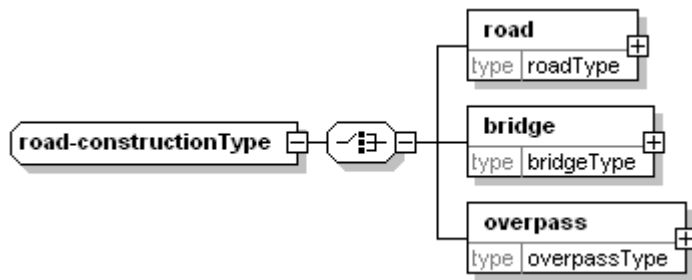 road
type roadType
road-constructionType
bridge
type bridgeType
overpass
type overpassType